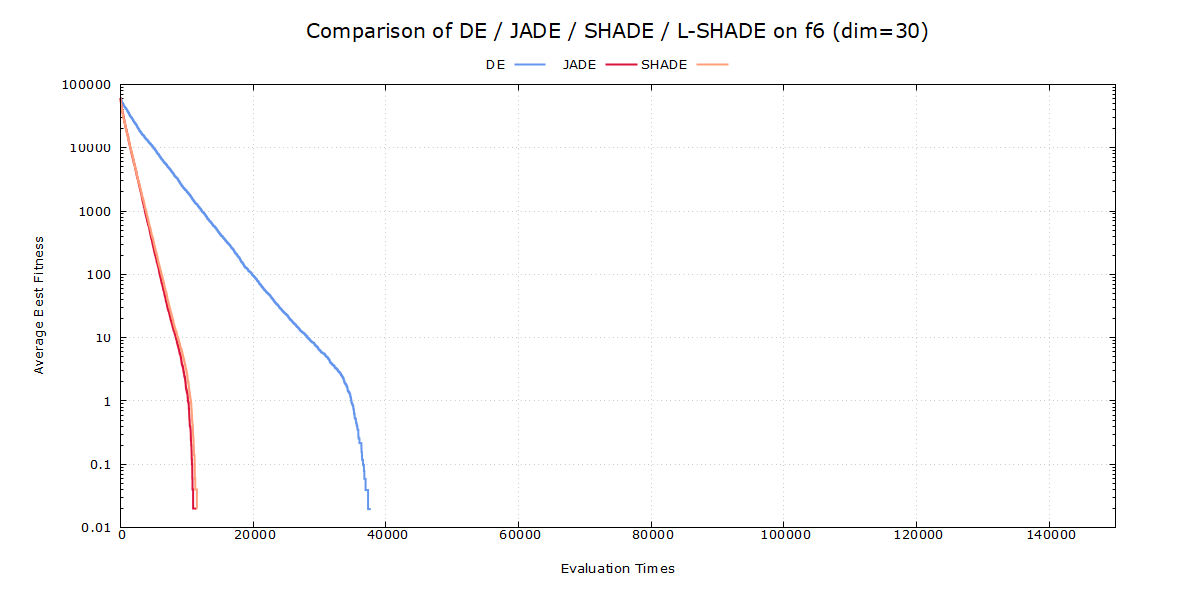 Comparison of DE / JADE / SHADE / L-SHADE on f6 (dim=30)
DE JADE SHADE
100000
10000
1000
100
10
1
0.1
0.01
Average Best Fitness
0 20000 40000 60000 80000 100000 120000 140000
Evaluation Times